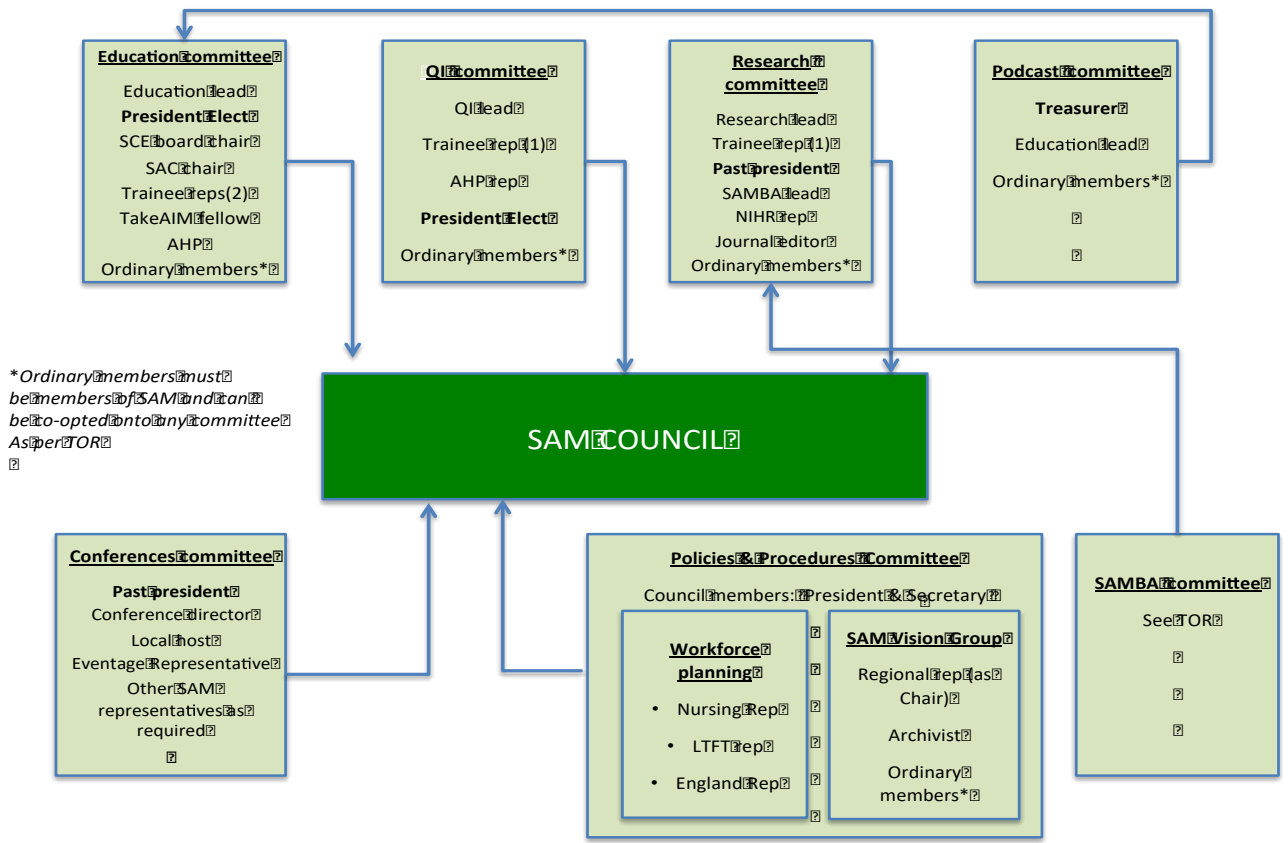 Education committee
Education lead
President Elect
SCE board chair
SAC chair
Trainee reps(2)
TakeAIM fellow
AHP
Ordinary members*
QI committee
QI lead
Trainee rep (1)
AHP rep
President Elect
Ordinary members*
Research
committee
Research lead
Trainee rep (1)
Past president
SAMBA lead
NIHR rep
Journal editor
Ordinary members*
Podcast committee
Treasurer
Education lead
Ordinary members*
*Ordinary members must
be members of SAM and can
be co-opted onto any committee
As per TOR
SAM COUNCIL
Conferences committee
Past president
Conference director
Local host
Eventage Representative
Other SAM
representatives as
required
Policies & Procedures Committee
Council members: President & Secretary
Workforce
planning
• Nursing Rep
• LTFT rep
• England Rep
SAM Vision Group
Regional rep (as
Chair)
Archivist
Ordinary
members*
SAMBA committee
See TOR